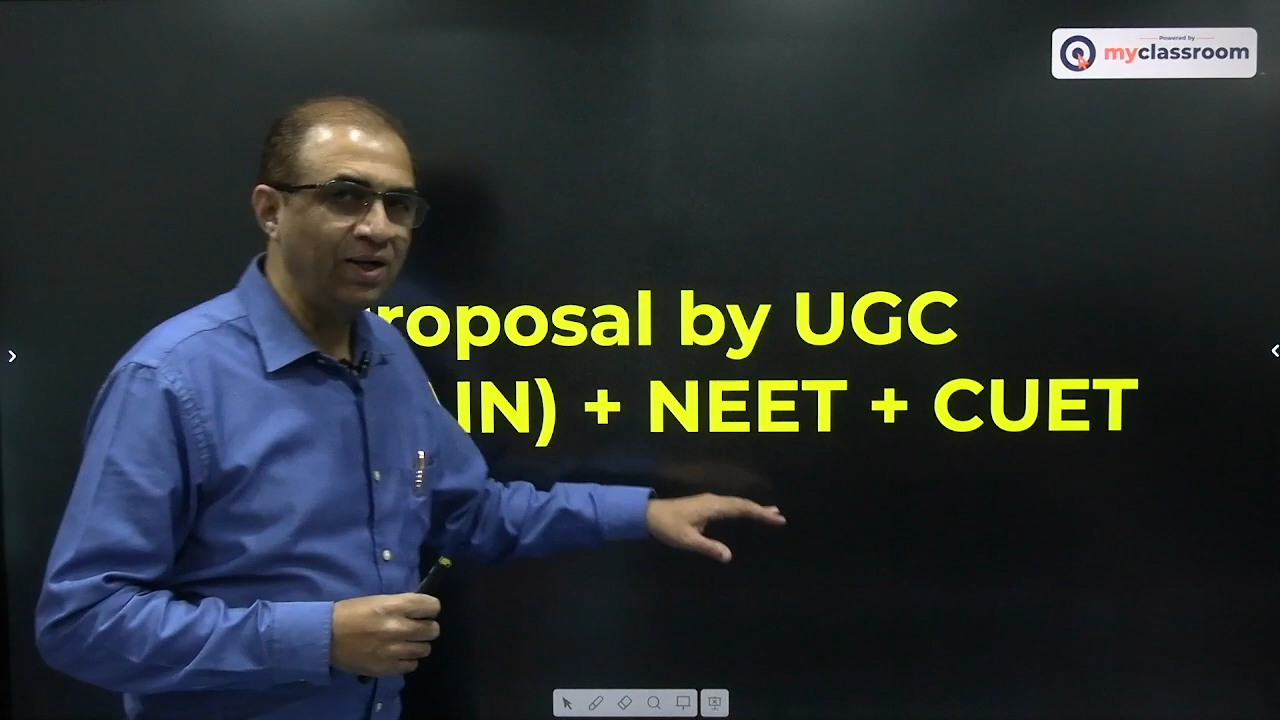 Powered by
myclassroom
roposal by UGC
IN) + NEET + CUET